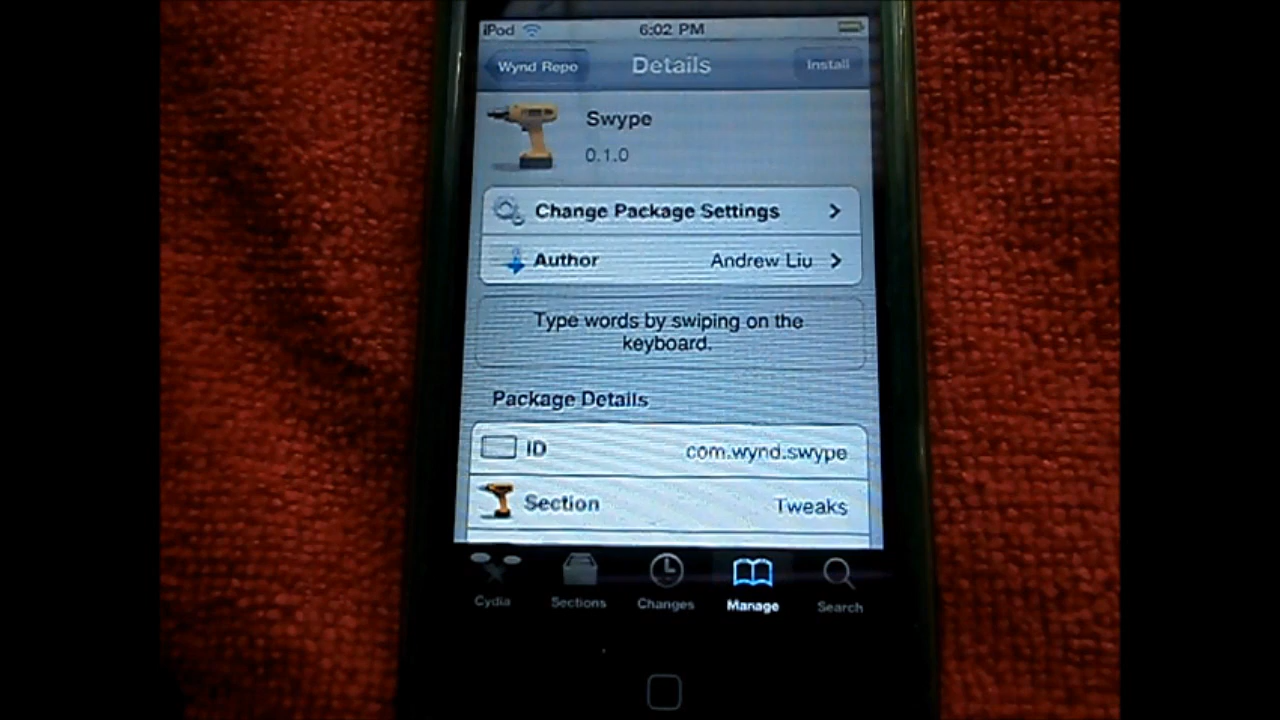 iPod 6:02 PM
Wynd Repo Details Install
Swype
0.1.0
Change Package Settings
Author Andrew Liu
Type words by swiping on the
keyboard.
Package Details
ID com.wynd.swype
Section Tweaks
Cydia Sections Changes Manage Search